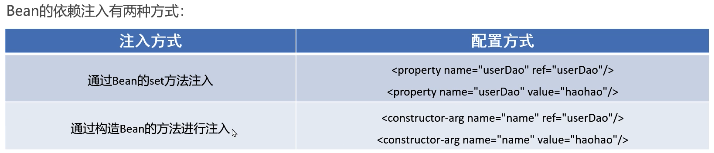 Bean的依赖注入有两种方式：
注入方式 配置方式
通过Bean的set方法注入
<property name="userDao" ref="userDao"/>
<property name="userDao" value="haohao"/>
通过构造Bean的方法进行注入
<constructor-arg name="name" ref="userDao"/>
<constructor-arg name="name" value="haohao"/>